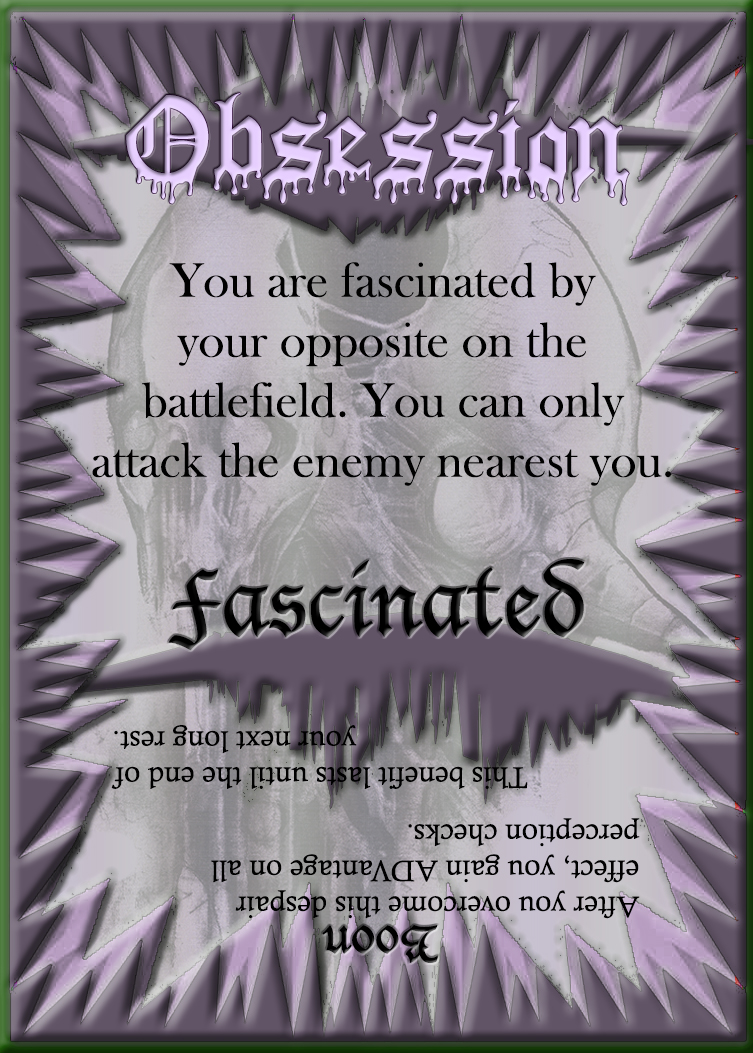 Obsession
You are fascinated by
your opposite on the
battlefield. You can only
attack the enemy nearest you.
Fascinated
Boon
After you overcome this despair
effect, you gain ADVantage on all
perception checks.
This benefit lasts until the end of
your next long rest.